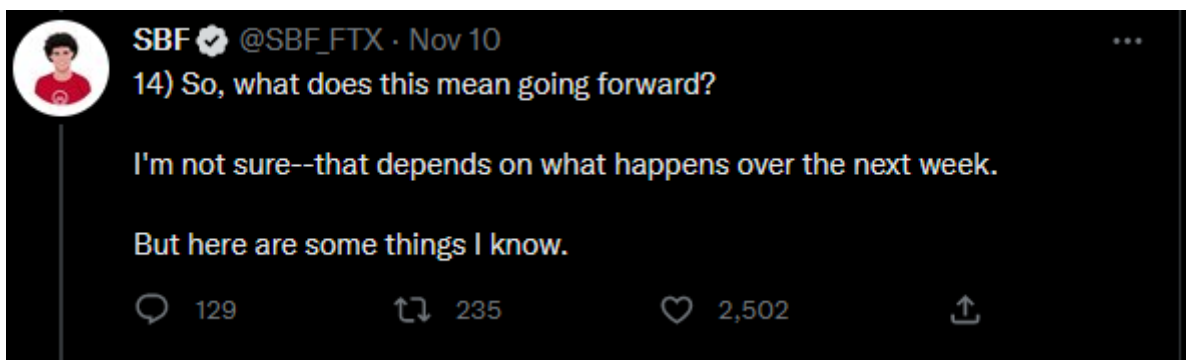 SBF @SBF_FTX · Nov 10
14) So, what does this mean going forward?
I'm not sure--that depends on what happens over the next week.
But here are some things I know.
129 235 2,502